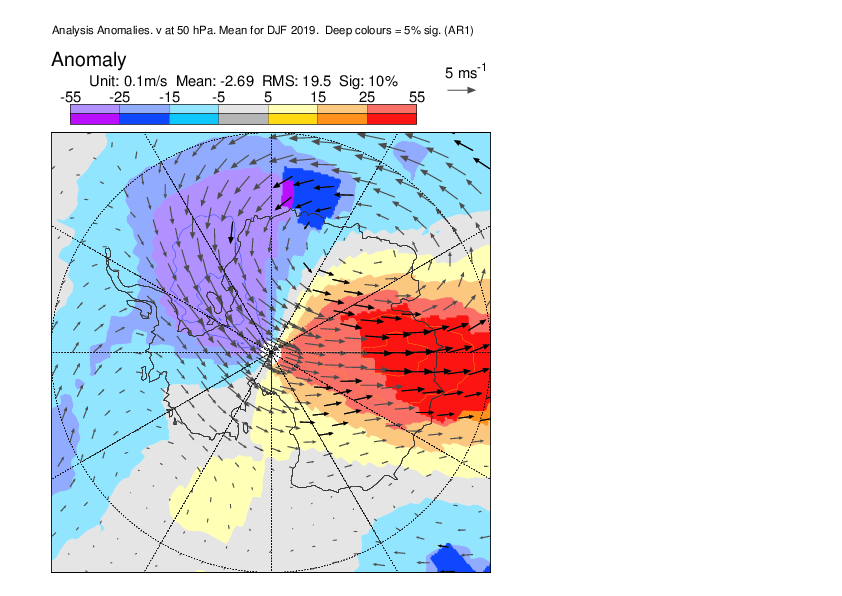 Analysis Anomalies. v at 50 hPa. Mean for DJF 2019. Deep colours = 5% sig. (AR1)
Anomaly
5 ms-1
Unit: 0.1m/s Mean: -2.69 RMS: 19.5 Sig: 10%
-55 -25 -15 -5 5 15 25 55